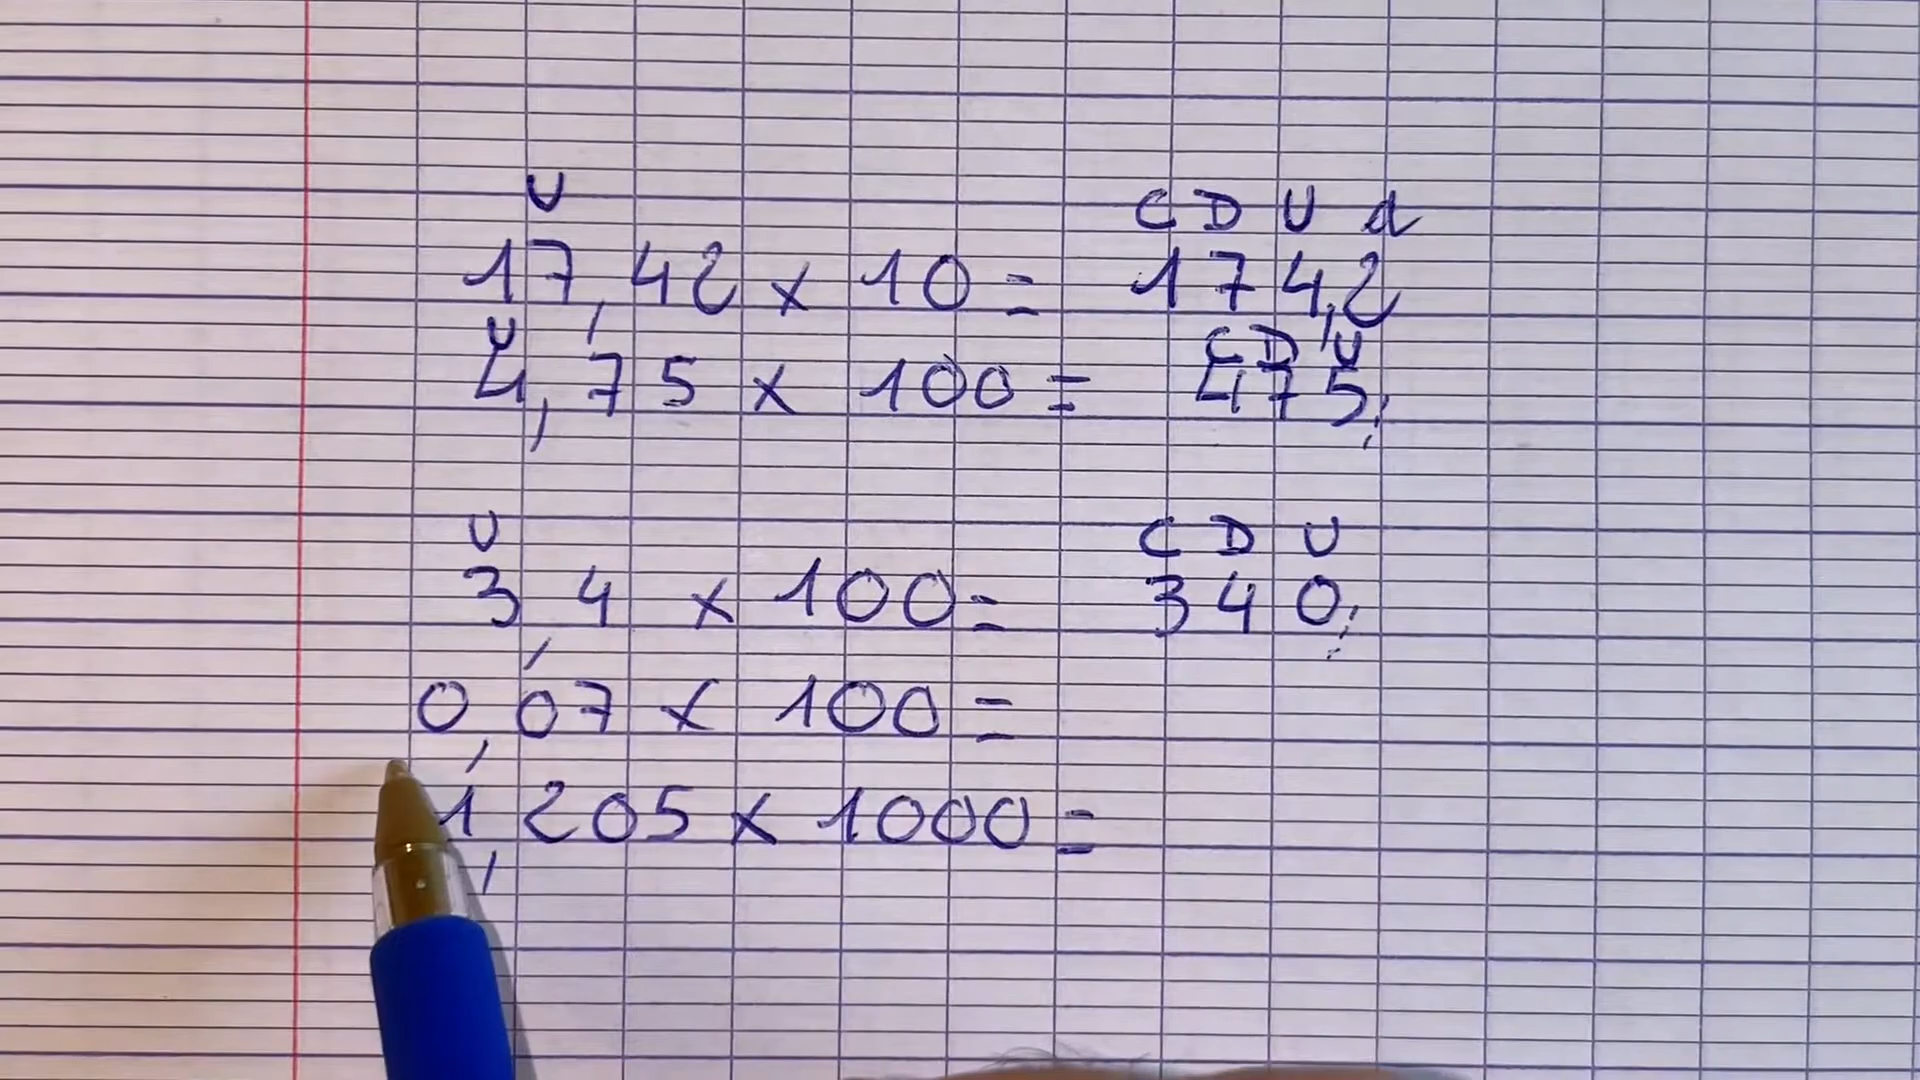 U C D U d
17,42 x 10 = 174,2
U C D U
4,75 x 100 = 475,
U C D U
3,4 x 100 = 340,
0,07 x 100 =
1,205 x 1000 =